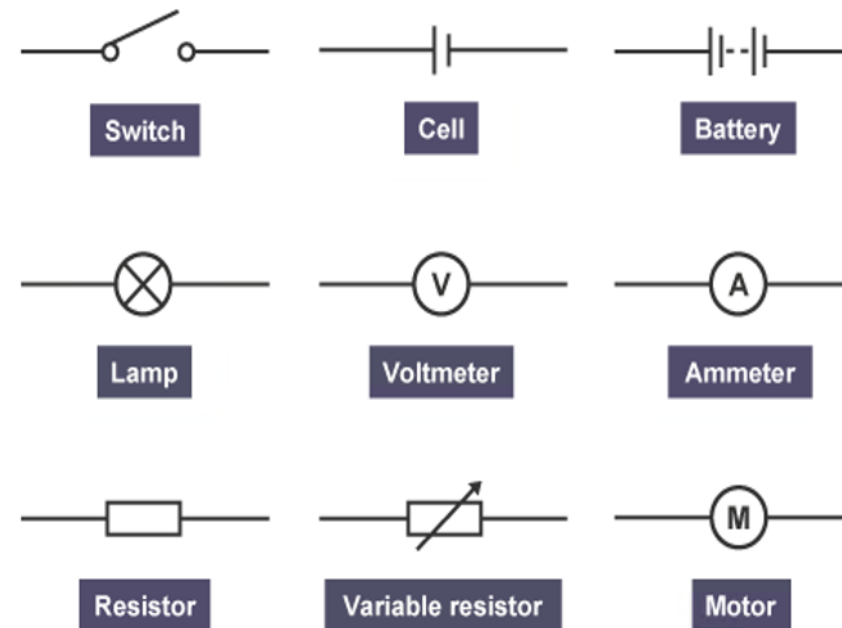 Switch
Cell
Battery
V
A
Lamp
Voltmeter
Ammeter
M
Resistor
Variable resistor
Motor